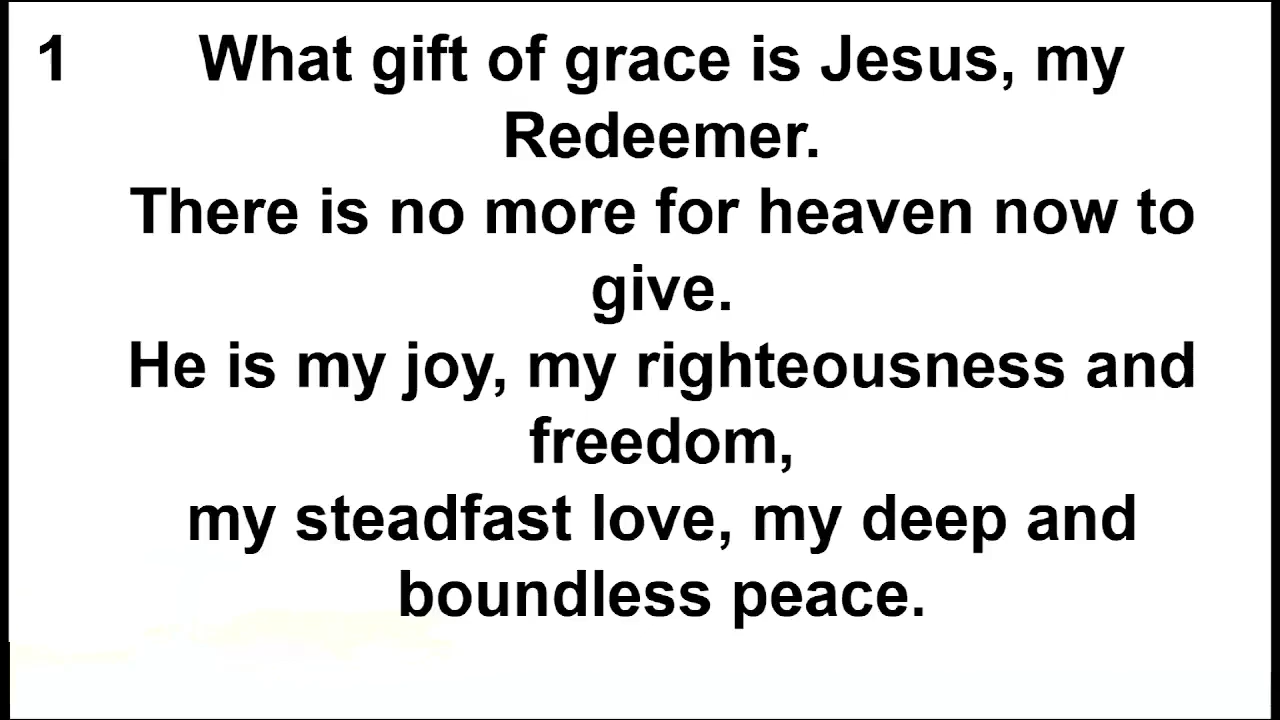 1 What gift of grace is Jesus, my
Redeemer.
There is no more for heaven now to
give.
He is my joy, my righteousness and
freedom,
my steadfast love, my deep and
boundless peace.